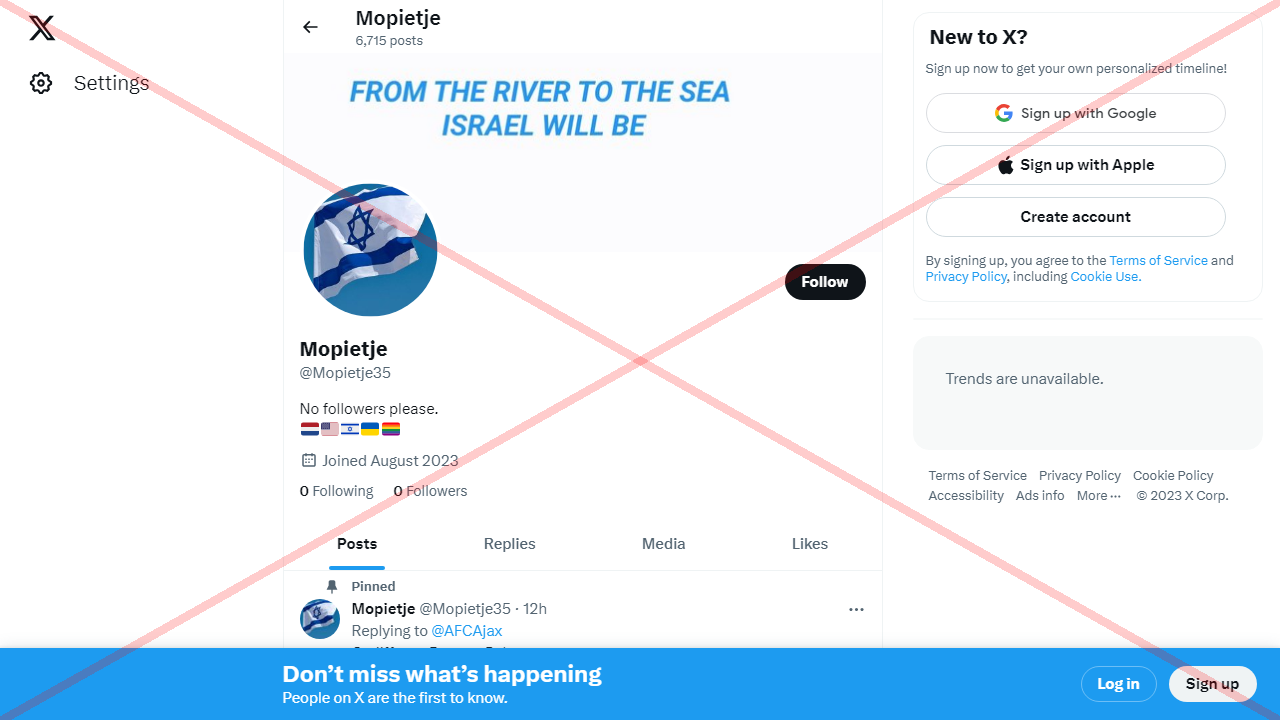 Settings
Mopietje
6,715 posts
FROM THE RIVER TO THE SEA
ISRAEL WILL BE
Follow
Mopietje
@Mopietje35
No followers please.
Joined August 2023
0 Following 0 Followers
Posts Replies Media Likes
Pinned
Mopietje @Mopietje35 · 12h
Replying to @AFCAjax
New to X?
Sign up now to get your own personalized timeline!
Sign up with Google
Sign up with Apple
Create account
By signing up, you agree to the Terms of Service and
Privacy Policy, including Cookie Use.
Trends are unavailable.
Terms of Service Privacy Policy Cookie Policy
Accessibility Ads info More ··· © 2023 X Corp.
Don’t miss what’s happening
People on X are the first to know.
Log in Sign up